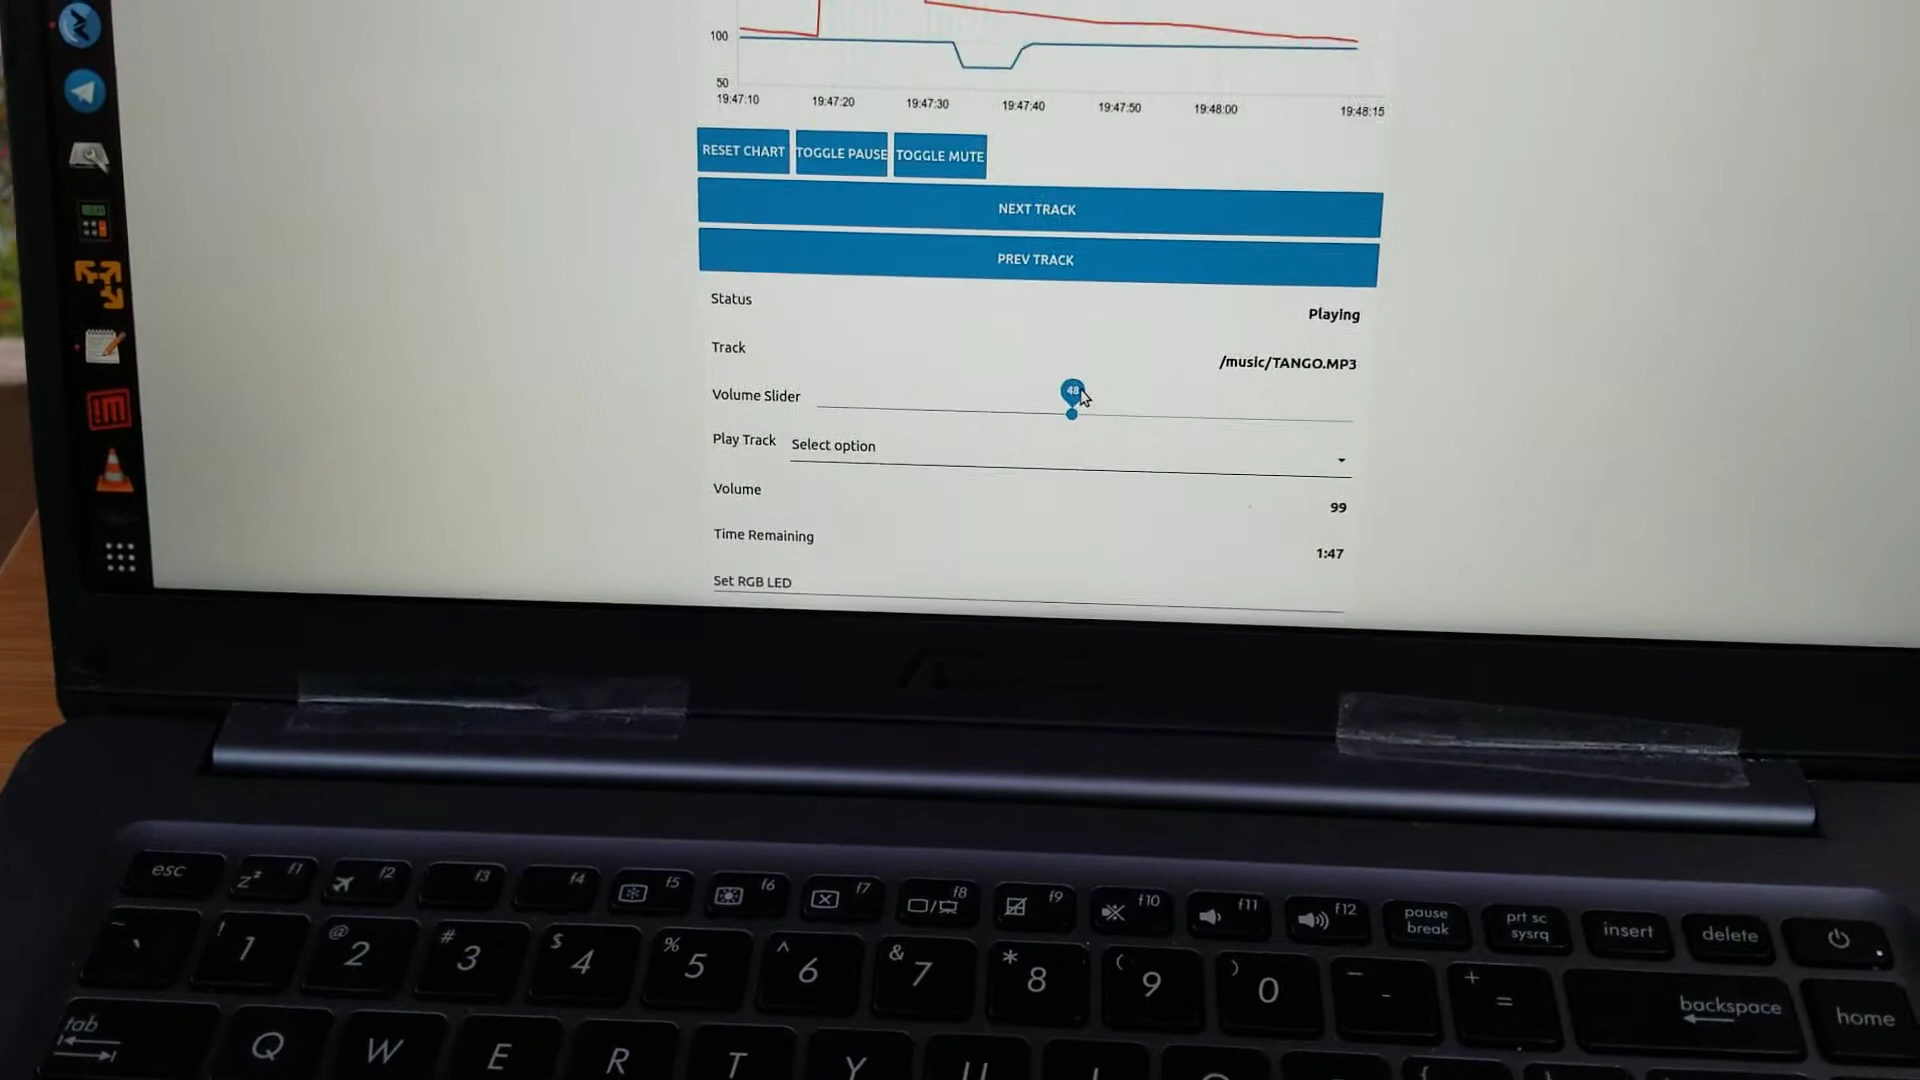 100
50
19:47:10 19:47:20 19:47:30 19:47:40 19:47:50 19:48:00 19:48:15
RESET CHART TOGGLE PAUSE TOGGLE MUTE
NEXT TRACK
PREV TRACK
Status Playing
Track /music/TANGO.MP3
48
Volume Slider
Play Track Select option
Volume 99
Time Remaining 1:47
Set RGB LED
ASUS
esc f1 f2 f3 f4 f5 f6 f7 f8 f9 f10 f11 f12 pause break prt sc sysrq insert delete
~ ` ! 1 @ 2 # 3 $ 4 % 5 ^ 6 & 7 * 8 ( 9 ) 0 _ - + = backspace home
tab Q W E R T Y U